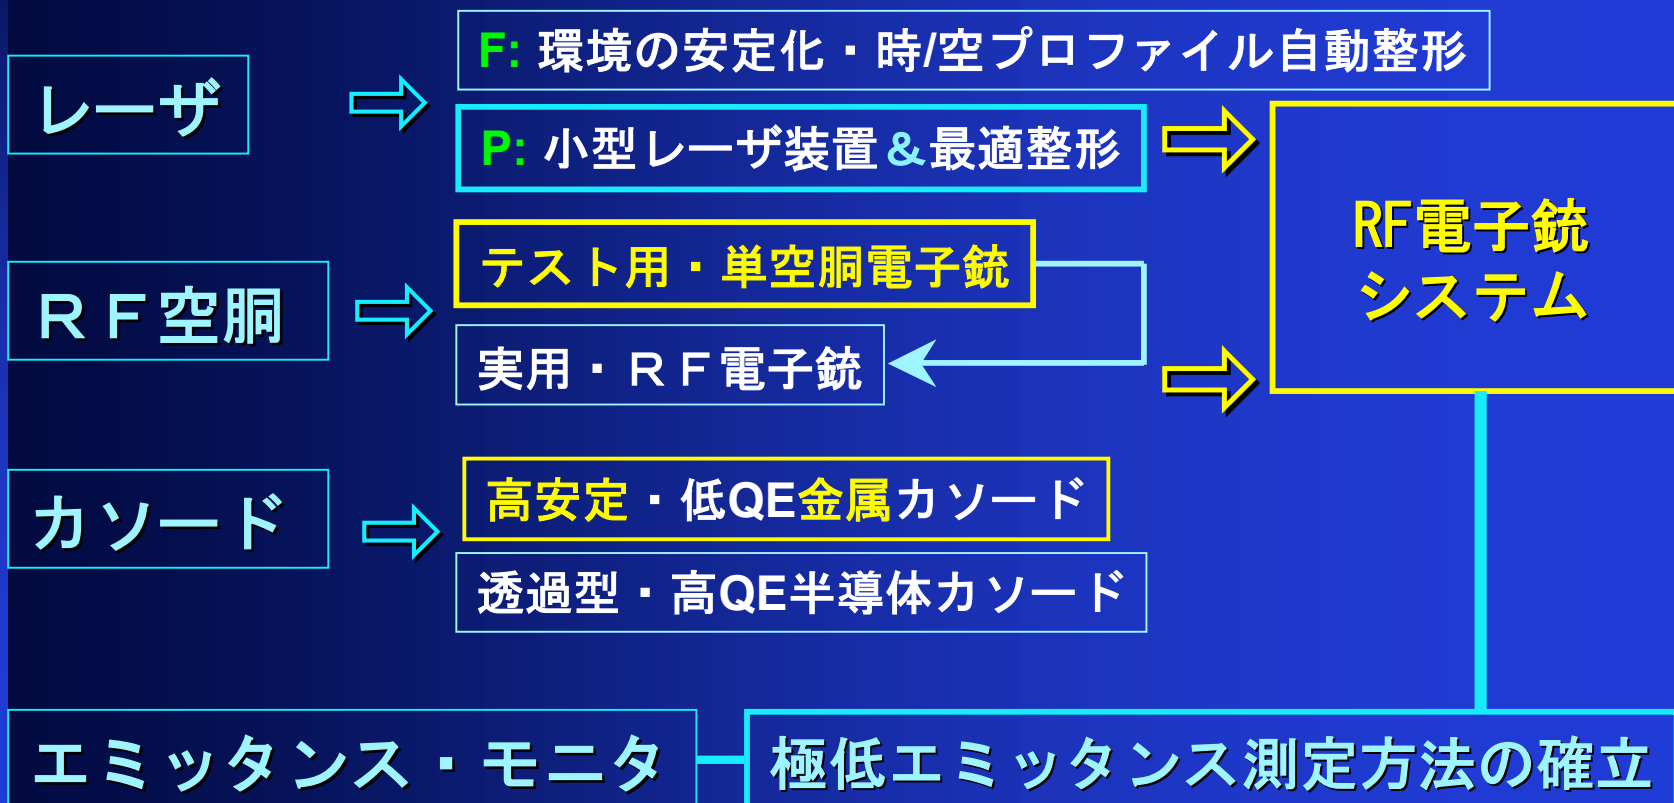 レーザ
F: 環境の安定化・時/空プロファイル自動整形
P: 小型レーザ装置＆最適整形
ＲＦ空胴
テスト用・単空胴電子銃
実用・ＲＦ電子銃
RF電子銃
システム
カソード
高安定・低QE金属カソード
透過型・高QE半導体カソード
エミッタンス・モニタ
極低エミッタンス測定方法の確立